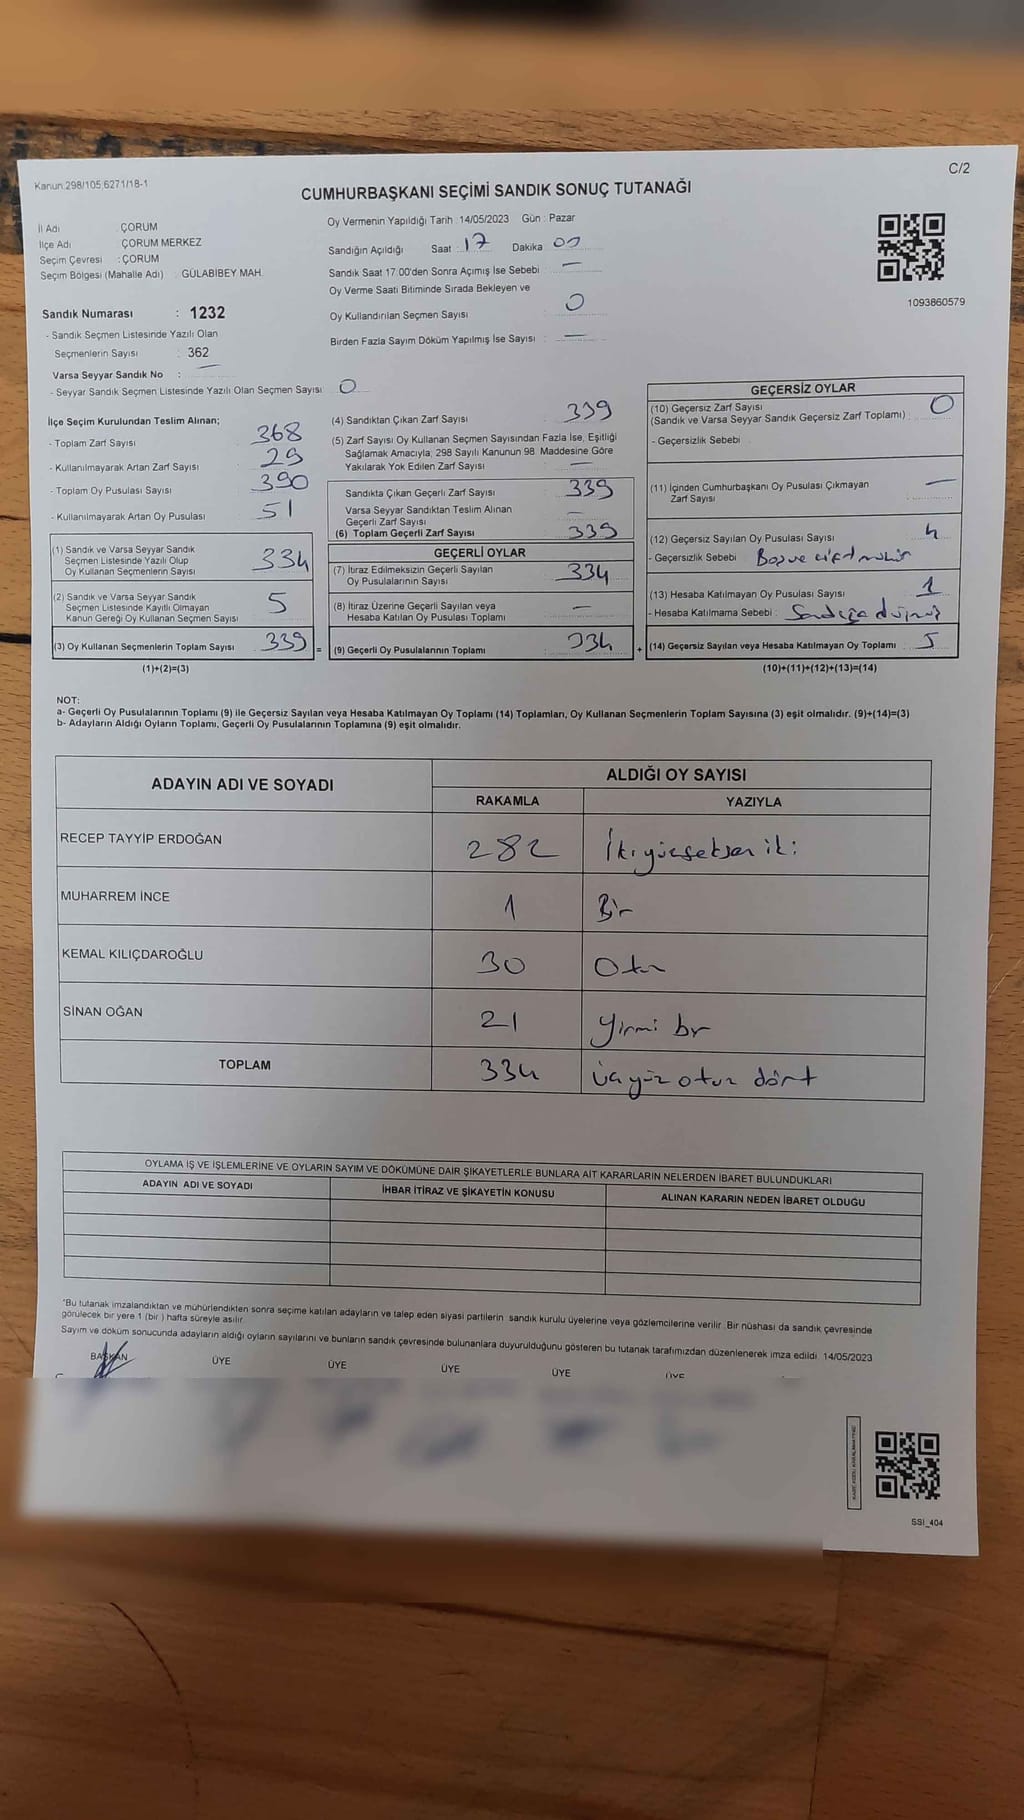 Kanun.298/105;6271/18-1
C/2
CUMHURBAŞKANI SEÇİMİ SANDIK SONUÇ TUTANAĞI
İl Adı : ÇORUM
İlçe Adı : ÇORUM MERKEZ
Seçim Çevresi : ÇORUM
Seçim Bölgesi (Mahalle Adı) : GÜLABİBEY MAH.
Oy Vermenin Yapıldığı Tarih : 14/05/2023 Gün : Pazar
Sandığın Açıldığı Saat : 17 Dakika : 00
Sandık Saat 17.00'den Sonra Açımış İse Sebebi : —
Oy Verme Saati Bitiminde Sırada Bekleyen ve
Oy Kullandırılan Seçmen Sayısı : 0
Birden Fazla Sayım Döküm Yapılmış İse Sayısı : —
1093860579
Sandık Numarası : 1232
- Sandık Seçmen Listesinde Yazılı Olan
Seçmenlerin Sayısı : 362
Varsa Seyyar Sandık No : —
- Seyyar Sandık Seçmen Listesinde Yazılı Olan Seçmen Sayısı : 0
İlçe Seçim Kurulundan Teslim Alınan;
- Toplam Zarf Sayısı : 368
- Kullanılmayarak Artan Zarf Sayısı : 29
- Toplam Oy Pusulası Sayısı : 390
- Kullanılmayarak Artan Oy Pusulası : 51
(1) Sandık ve Varsa Seyyar Sandık
Seçmen Listesinde Yazılı Olup
Oy Kullanan Seçmenlerin Sayısı : 334
(2) Sandık ve Varsa Seyyar Sandık
Seçmen Listesinde Kayıtlı Olmayan
Kanun Gereği Oy Kullanan Seçmen Sayısı : 5
(3) Oy Kullanan Seçmenlerin Toplam Sayısı : 339 =
(1)+(2)=(3)
(4) Sandıktan Çıkan Zarf Sayısı : 339
(5) Zarf Sayısı Oy Kullanan Seçmen Sayısından Fazla İse, Eşitliği
Sağlamak Amacıyla; 298 Sayılı Kanunun 98. Maddesine Göre
Yakılarak Yok Edilen Zarf Sayısı : —
Sandıkta Çıkan Geçerli Zarf Sayısı : 339
Varsa Seyyar Sandıktan Teslim Alınan
Geçerli Zarf Sayısı : —
(6) Toplam Geçerli Zarf Sayısı : 339
GEÇERLİ OYLAR
(7) İtiraz Edilmeksizin Geçerli Sayılan
Oy Pusulalarının Sayısı : 334
(8) İtiraz Üzerine Geçerli Sayılan veya
Hesaba Katılan Oy Pusulası Toplamı : —
(9) Geçerli Oy Pusulalarının Toplamı : 334 +
GEÇERSİZ OYLAR
(10) Geçersiz Zarf Sayısı
(Sandık ve Varsa Seyyar Sandık Geçersiz Zarf Toplamı) : 0
- Geçersizlik Sebebi :
(11) İçinden Cumhurbaşkanı Oy Pusulası Çıkmayan
Zarf Sayısı : —
(12) Geçersiz Sayılan Oy Pusulası Sayısı : 4
- Geçersizlik Sebebi : Boş ve çift mühür
(13) Hesaba Katılmayan Oy Pusulası Sayısı : 1
- Hesaba Katılmama Sebebi : Sandığa
(14) Geçersiz Sayılan veya Hesaba Katılmayan Oy Toplamı : 5
(10)+(11)+(12)+(13)=(14)
NOT:
a- Geçerli Oy Pusulalarının Toplamı (9) ile Geçersiz Sayılan veya Hesaba Katılmayan Oy Toplamı (14) Toplamları, Oy Kullanan Seçmenlerin Toplam Sayısına (3) eşit olmalıdır. (9)+(14)=(3)
b- Adayların Aldığı Oyların Toplamı, Geçerli Oy Pusulalarının Toplamına (9) eşit olmalıdır.
ADAYIN ADI VE SOYADI ALDIĞI OY SAYISI
RAKAMLA YAZIYLA
RECEP TAYYİP ERDOĞAN 282 İkiyüzseksen iki
MUHARREM İNCE 1 Bir
KEMAL KILIÇDAROĞLU 30 Otuz
SİNAN OĞAN 21 Yirmi bir
TOPLAM 334 üçyüz otuz dört
OYLAMA İŞ VE İŞLEMLERİNE VE OYLARIN SAYIM VE DÖKÜMÜNE DAİR ŞİKAYETLERLE BUNLARA AİT KARARLARIN NELERDEN İBARET BULUNDUKLARI
ADAYIN ADI VE SOYADI İHBAR İTİRAZ VE ŞİKAYETİN KONUSU ALINAN KARARIN NEDEN İBARET OLDUĞU
*Bu tutanak imzalandıktan ve mühürlendikten sonra seçime katılan adayların ve talep eden siyasi partilerin sandık kurulu üyelerine veya gözlemcilerine verilir. Bir nüshası da sandık çevresinde
görülecek bir yere 1 (bir ) hafta süreyle asılır.
Sayım ve döküm sonucunda adayların aldığı oyların sayılarını ve bunların sandık çevresinde bulunanlara duyurulduğunu gösteren bu tutanak tarafımızdan düzenlenerek imza edildi. 14/05/2023
BAŞKAN ÜYE ÜYE ÜYE ÜYE ÜYE
SSI_404